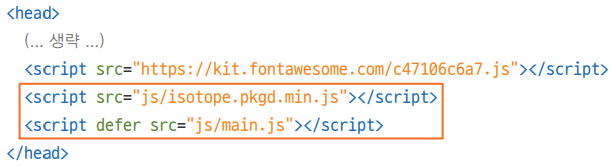 <head>
(... 생략 ...)
<script src="https://kit.fontawesome.com/c47106c6a7.js"></script>
<script src="js/isotope.pkgd.min.js"></script>
<script defer src="js/main.js"></script>
</head>